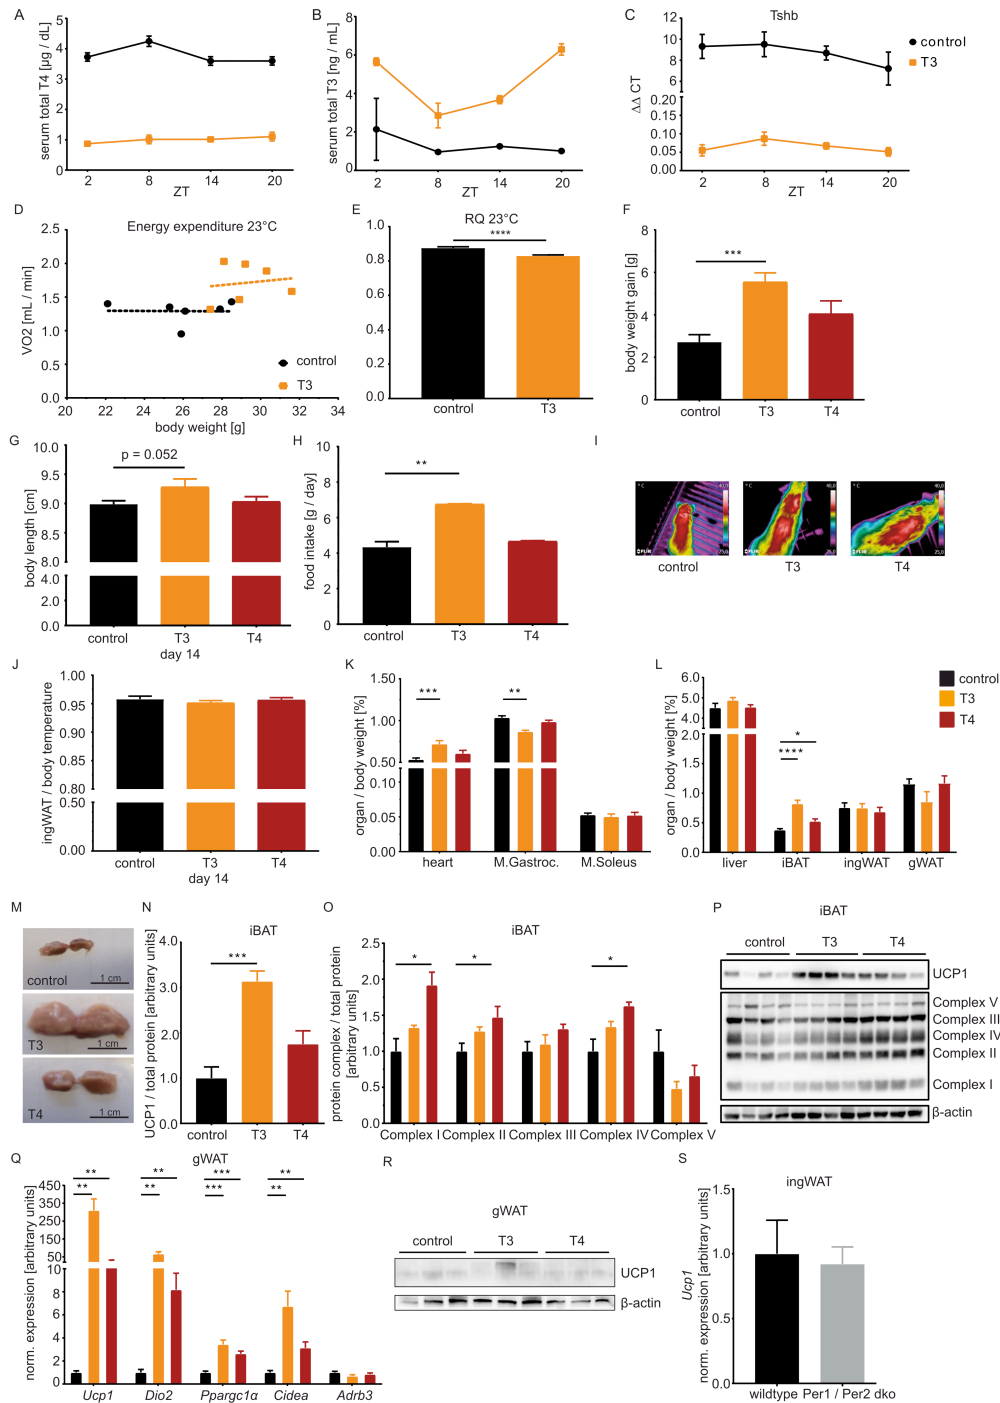 A
serum total T4 [µg / dL]
5
4
3
2
1
0
2 8 14 20
ZT
B
serum total T3 [ng / mL]
8
6
4
2
0
2 8 14 20
ZT
C
Tshb
ΔΔ CT
12
10
8
6
0.20
0.15
0.10
0.05
0.00
2 8 14 20
ZT
control
T3
D
Energy expenditure 23°C
VO2 [mL / min]
2.5
2.0
1.5
1.0
0.5
0.0
20 22 24 26 28 30 32 34
body weight [g]
control
T3
E
RQ 23°C
****
1.0
0.8
0.6
0.4
0.2
0.0
control T3
F
body weight gain [g]
8
6
4
2
0
***
control T3 T4
G
body length [cm]
10.0
9.5
9.0
8.5
8.0
4.0
2.0
0.0
p = 0.052
control T3 T4
day 14
H
food intake [g / day]
10
8
6
4
2
0
**
control T3 T4
I
°C 40,0
FLIR 25,0
°C 40,0
FLIR 25,0
°C 40,0
FLIR 25,0
control T3 T4
J
ingWAT / body temperature
1.00
0.95
0.90
0.85
0.80
0.50
0.00
control T3 T4
day 14
K
organ / body weight [%]
1.50
1.00
0.50
0.10
0.05
0.00
*** **
heart M.Gastroc. M.Soleus
L
organ / body weight [%]
6.0
5.0
4.0
2.0
1.5
1.0
0.5
0.0
*
****
liver iBAT ingWAT gWAT
control
T3
T4
M
control 1 cm
T3 1 cm
T4 1 cm
N
iBAT
UCP1 / total protein [arbitrary units]
4.0
3.0
2.0
1.0
0.0
***
control T3 T4
O
iBAT
protein complex / total protein
[arbitrary units]
2.5
2.0
1.5
1.0
0.5
0.0
* * *
Complex I Complex II Complex III Complex IV Complex V
P
iBAT
control T3 T4
UCP1
Complex V
Complex III
Complex IV
Complex II
Complex I
β-actin
Q
gWAT
norm. expression [arbitrary units]
450
350
250
150
50
10
8
6
4
2
0
** ** *** **
** ** *** **
Ucp1 Dio2 Ppargc1α Cidea Adrb3
R
gWAT
control T3 T4
UCP1
β-actin
S
ingWAT
Ucp1
norm. expression [arbitrary units]
1.5
1.0
0.5
0.0
wildtype Per1 / Per2 dko